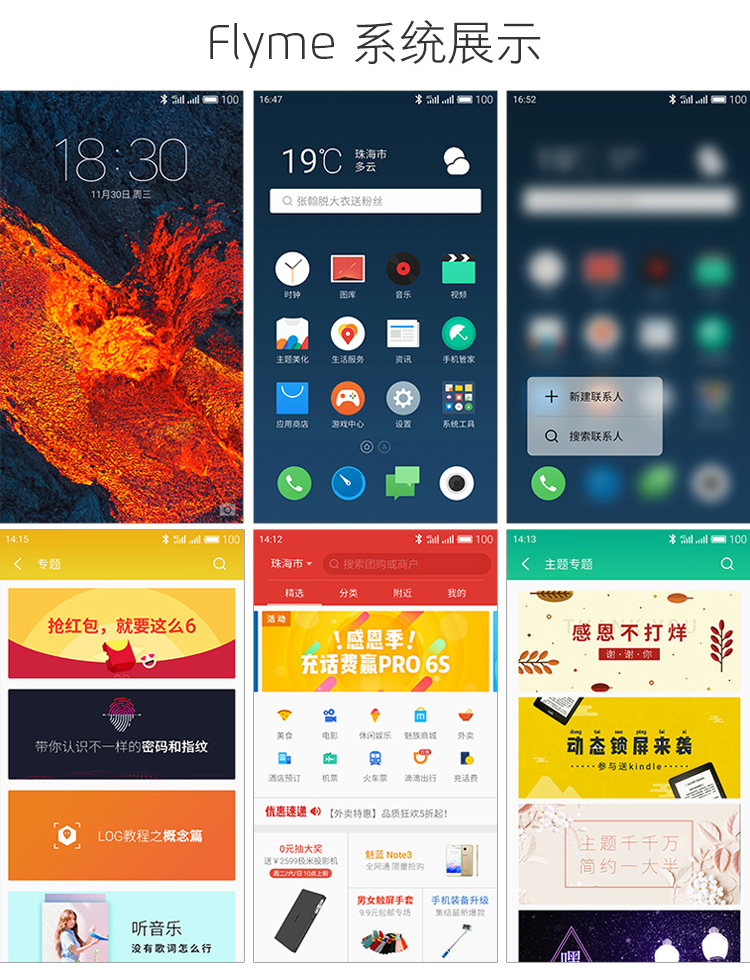 Flyme 系统展示
100
18:30
11月30日 周三
16:47
100
19℃
珠海市
多云
张翰脱大衣送粉丝
时钟
图库
音乐
视频
主题美化
生活服务
资讯
手机管家
应用商店
游戏中心
设置
系统工具
A
16:52
100
新建联系人
搜索联系人
14:15
100
专题
抢红包，就要这么6
带你认识不一样的密码和指纹
LOG教程之概念篇
听音乐
没有歌词怎么行
14:12
100
珠海市
搜索团购或商户
精选
分类
附近
我的
活动
！感恩季！
充话费赢PRO 6S
美食
电影
休闲娱乐
魅族商城
外卖
酒店预订
机票
火车票
红包
滴滴出行
充话费
优惠速递
【外卖特惠】品质狂欢5折起！
0元抽大奖
送￥2599极米投影机
周二/六/日 10点上新
魅蓝 Note3
全网通 限量抢购
男女触屏手套
9.9元包邮专场
手机装备升级
集结最新爆款
14:13
100
主题专题
THANK YOU
感恩不打烊
谢·谢·你
dong tai suo ping lai xi
动态锁屏来袭
参与送kindle
主题千千万
简约一大半
嘿